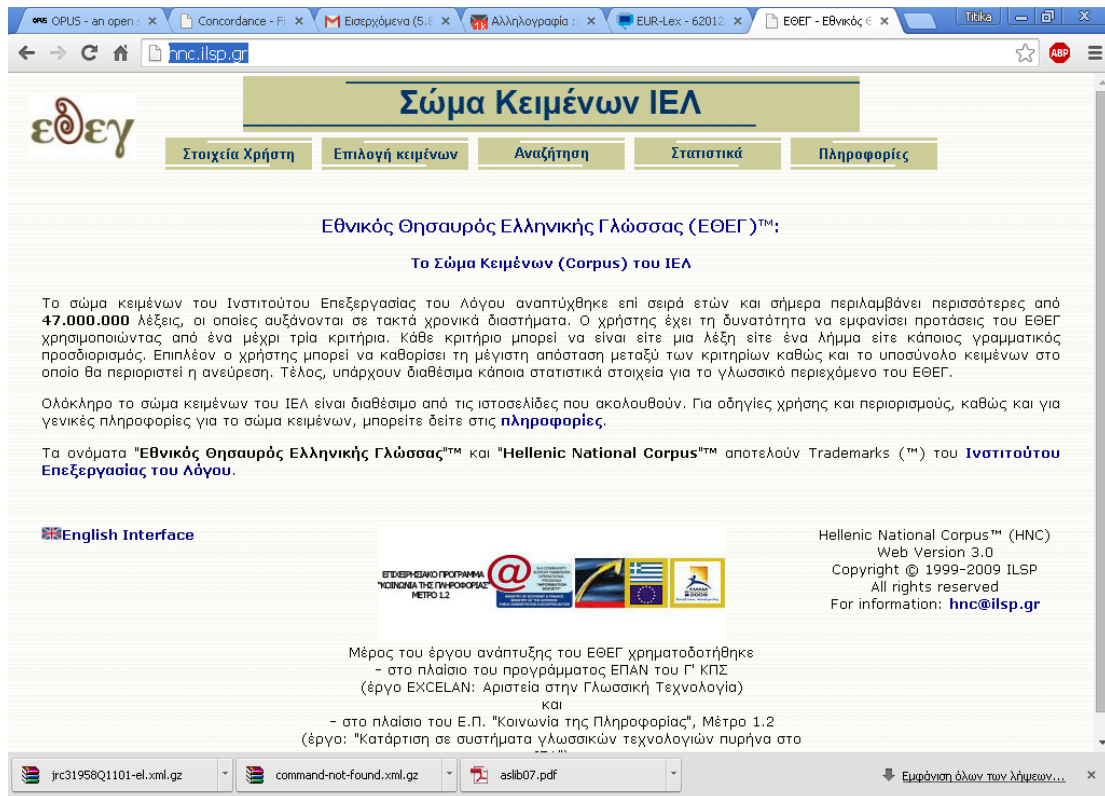 OPUS - an open s
Concordance - Fi
Εισερχόμενα (5.8
Αλληλογραφία ::
EUR-Lex - 62012
ΕΘΕΓ - Εθνικός Θ
Titika
hnc.ilsp.gr
ABP
εθεγ
Σώμα Κειμένων ΙΕΛ
Στοιχεία Χρήστη
Επιλογή κειμένων
Αναζήτηση
Στατιστικά
Πληροφορίες
Εθνικός Θησαυρός Ελληνικής Γλώσσας (ΕΘΕΓ)™:
Το Σώμα Κειμένων (Corpus) του ΙΕΛ
Το σώμα κειμένων του Ινστιτούτου Επεξεργασίας του Λόγου αναπτύχθηκε επί σειρά ετών και σήμερα περιλαμβάνει περισσότερες από
47.000.000 λέξεις, οι οποίες αυξάνονται σε τακτά χρονικά διαστήματα. Ο χρήστης έχει τη δυνατότητα να εμφανίσει προτάσεις του ΕΘΕΓ
χρησιμοποιώντας από ένα μέχρι τρία κριτήρια. Κάθε κριτήριο μπορεί να είναι είτε μια λέξη είτε ένα λήμμα είτε κάποιος γραμματικός
προσδιορισμός. Επιπλέον ο χρήστης μπορεί να καθορίσει τη μέγιστη απόσταση μεταξύ των κριτηρίων καθώς και το υποσύνολο κειμένων στο
οποίο θα περιοριστεί η ανεύρεση. Τέλος, υπάρχουν διαθέσιμα κάποια στατιστικά στοιχεία για το γλωσσικό περιεχόμενο του ΕΘΕΓ.
Ολόκληρο το σώμα κειμένων του ΙΕΛ είναι διαθέσιμο από τις ιστοσελίδες που ακολουθούν. Για οδηγίες χρήσης και περιορισμούς, καθώς και για
γενικές πληροφορίες για το σώμα κειμένων, μπορείτε δείτε στις πληροφορίες.
Τα ονόματα "Εθνικός Θησαυρός Ελληνικής Γλώσσας"™ και "Hellenic National Corpus"™ αποτελούν Trademarks (™) του Ινστιτούτου
Επεξεργασίας του Λόγου.
English Interface
ΕΠΙΧΕΙΡΗΣΙΑΚΟ ΠΡΟΓΡΑΜΜΑ
"ΚΟΙΝΩΝΙΑ ΤΗΣ ΠΛΗΡΟΦΟΡΙΑΣ"
ΜΕΤΡΟ 1.2
Hellenic National Corpus™ (HNC)
Web Version 3.0
Copyright © 1999-2009 ILSP
All rights reserved
For information: hnc@ilsp.gr
Μέρος του έργου ανάπτυξης του ΕΘΕΓ χρηματοδοτήθηκε
- στο πλαίσιο του προγράμματος ΕΠΑΝ του Γ' ΚΠΣ
(έργο EXCELAN: Αριστεία στην Γλωσσική Τεχνολογία)
και
- στο πλαίσιο του Ε.Π. "Κοινωνία της Πληροφορίας", Μέτρο 1.2
(έργο: "Κατάρτιση σε συστήματα γλωσσικών τεχνολογιών πυρήνα στο
jrc31958Q1101-el.xml.gz
command-not-found.xml.gz
aslib07.pdf
Εμφάνιση όλων των λήψεων...